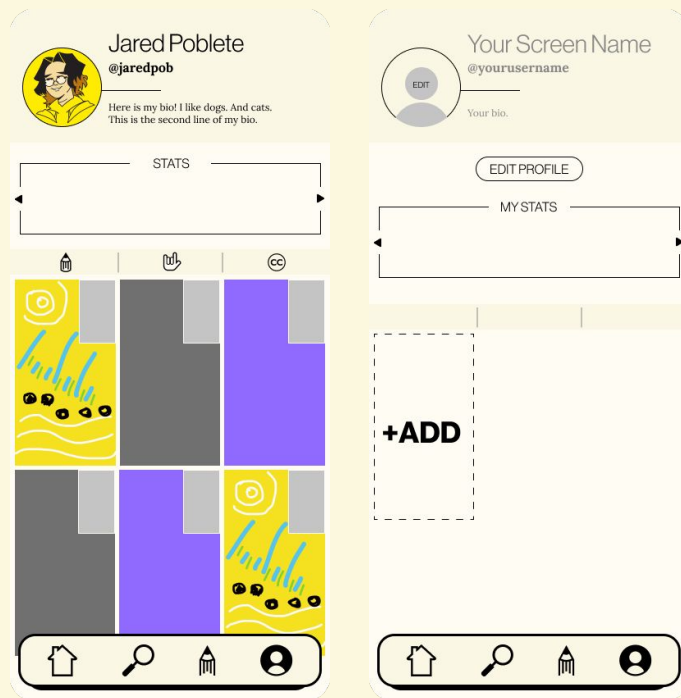 Jared Poblete
@jaredpob
Here is my bio! I like dogs. And cats.
This is the second line of my bio.
STATS
CC
Your Screen Name
@yourusername
EDIT
Your bio.
EDIT PROFILE
MY STATS
+ADD